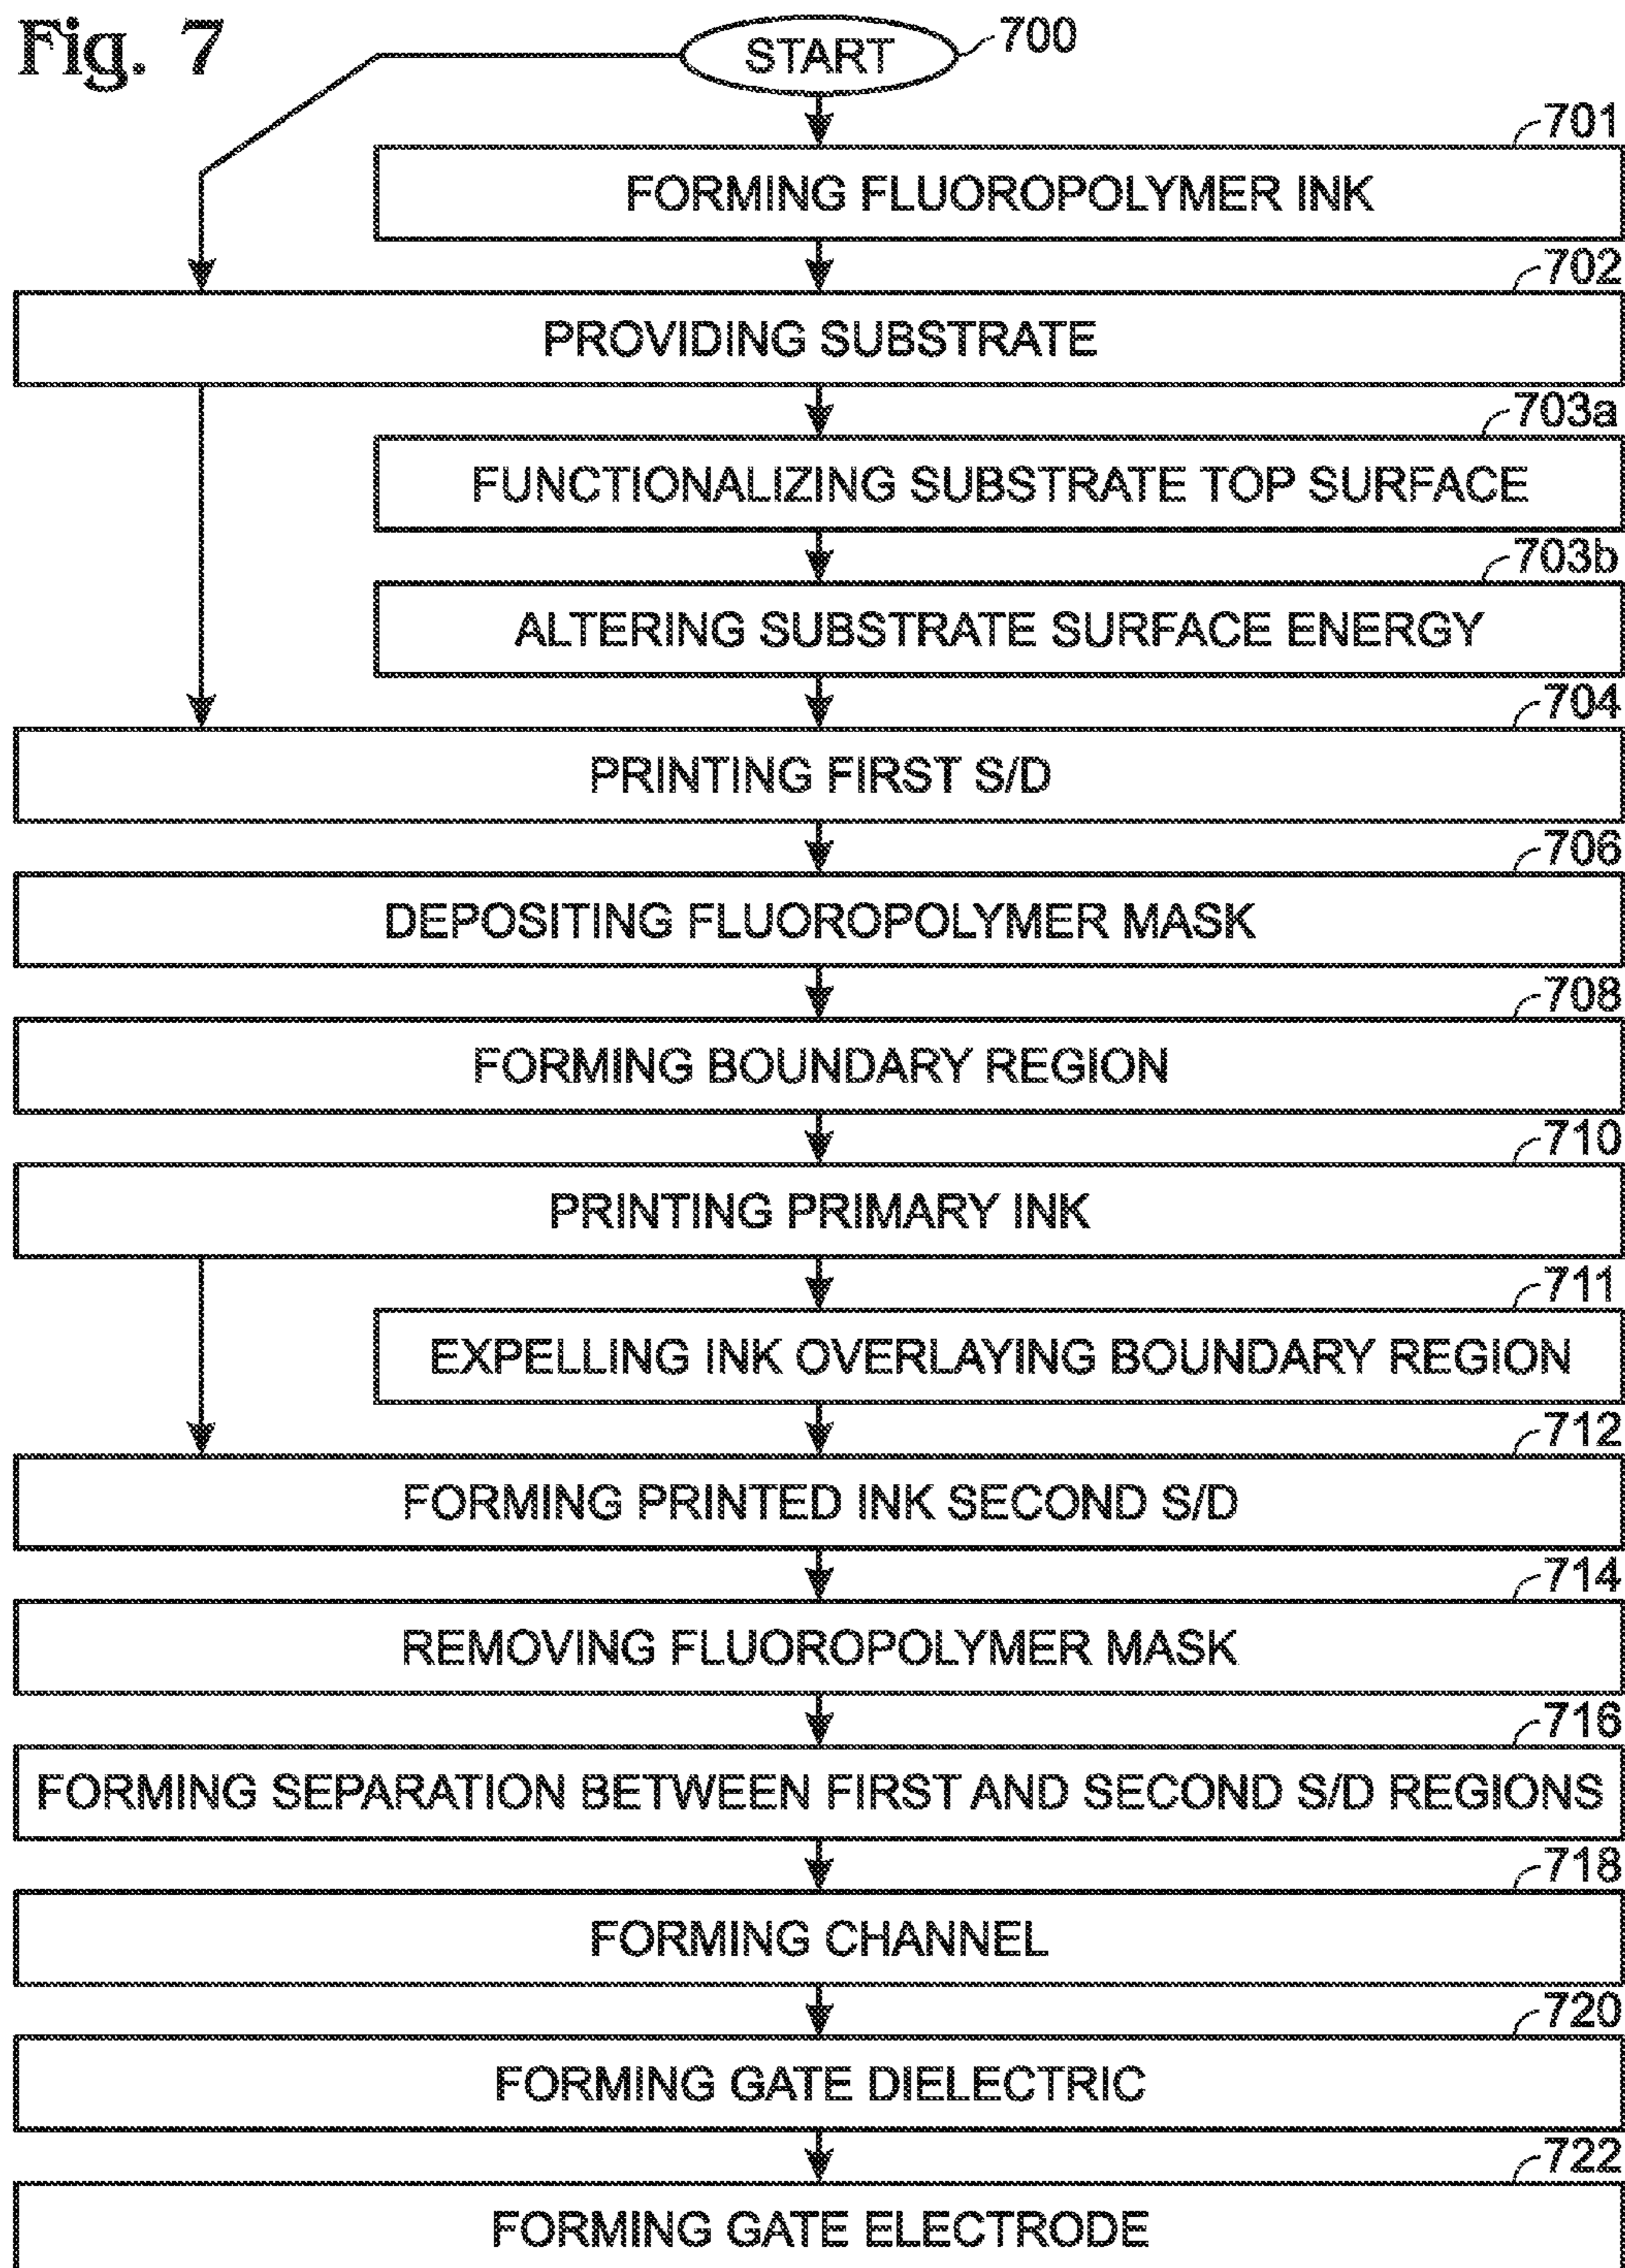 Fig. 7
START
700
701
FORMING FLUOROPOLYMER INK
702
PROVIDING SUBSTRATE
703a
FUNCTIONALIZING SUBSTRATE TOP SURFACE
703b
ALTERING SUBSTRATE SURFACE ENERGY
704
PRINTING FIRST S/D
706
DEPOSITING FLUOROPOLYMER MASK
708
FORMING BOUNDARY REGION
710
PRINTING PRIMARY INK
711
EXPELLING INK OVERLAYING BOUNDARY REGION
712
FORMING PRINTED INK SECOND S/D
714
REMOVING FLUOROPOLYMER MASK
716
FORMING SEPARATION BETWEEN FIRST AND SECOND S/D REGIONS
718
FORMING CHANNEL
720
FORMING GATE DIELECTRIC
722
FORMING GATE ELECTRODE